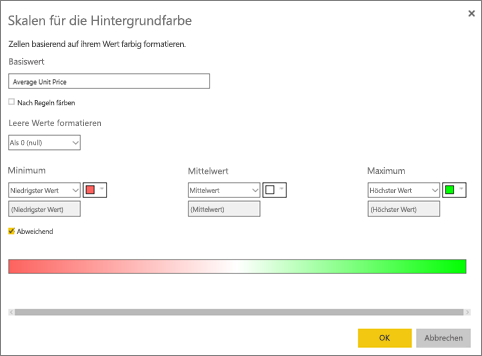 Skalen für die Hintergrundfarbe
Zellen basierend auf ihrem Wert farbig formatieren.
Basiswert
Average Unit Price
Nach Regeln färben
Leere Werte formatieren
Als 0 (null)
Minimum Mittelwert Maximum
Niedrigster Wert Mittelwert Höchster Wert
(Niedrigster Wert) (Mittelwert) (Höchster Wert)
Abweichend
OK Abbrechen